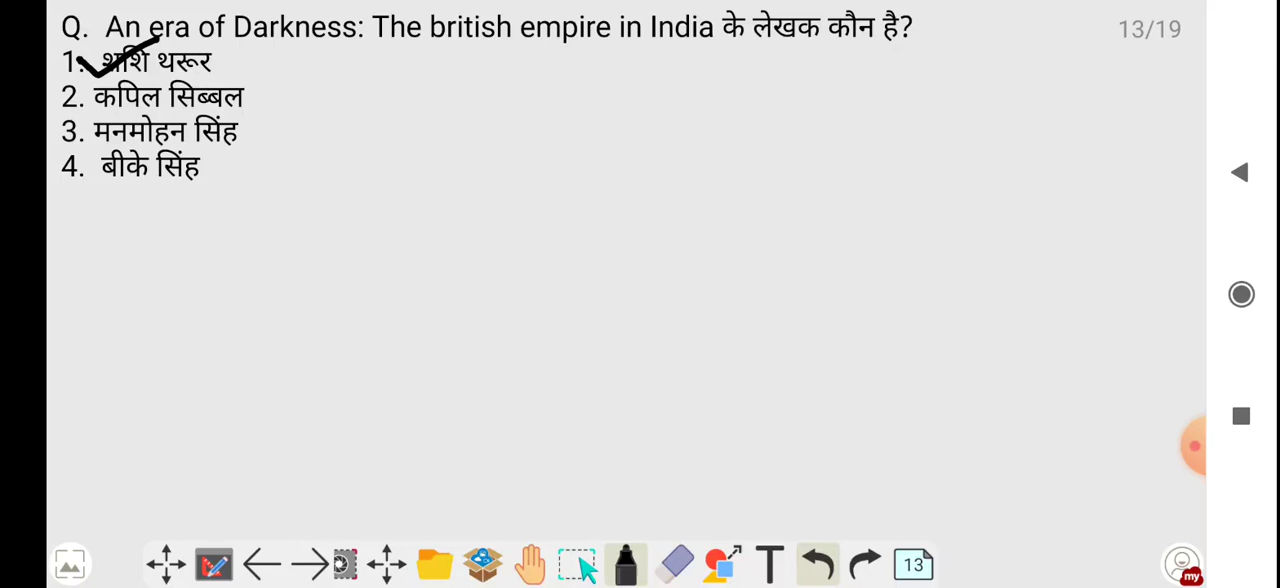 Q. An era of Darkness: The british empire in India के लेखक कौन है?
13/19
1. शशि थरूर
2. कपिल सिब्बल
3. मनमोहन सिंह
4. बीके सिंह
T
13
my